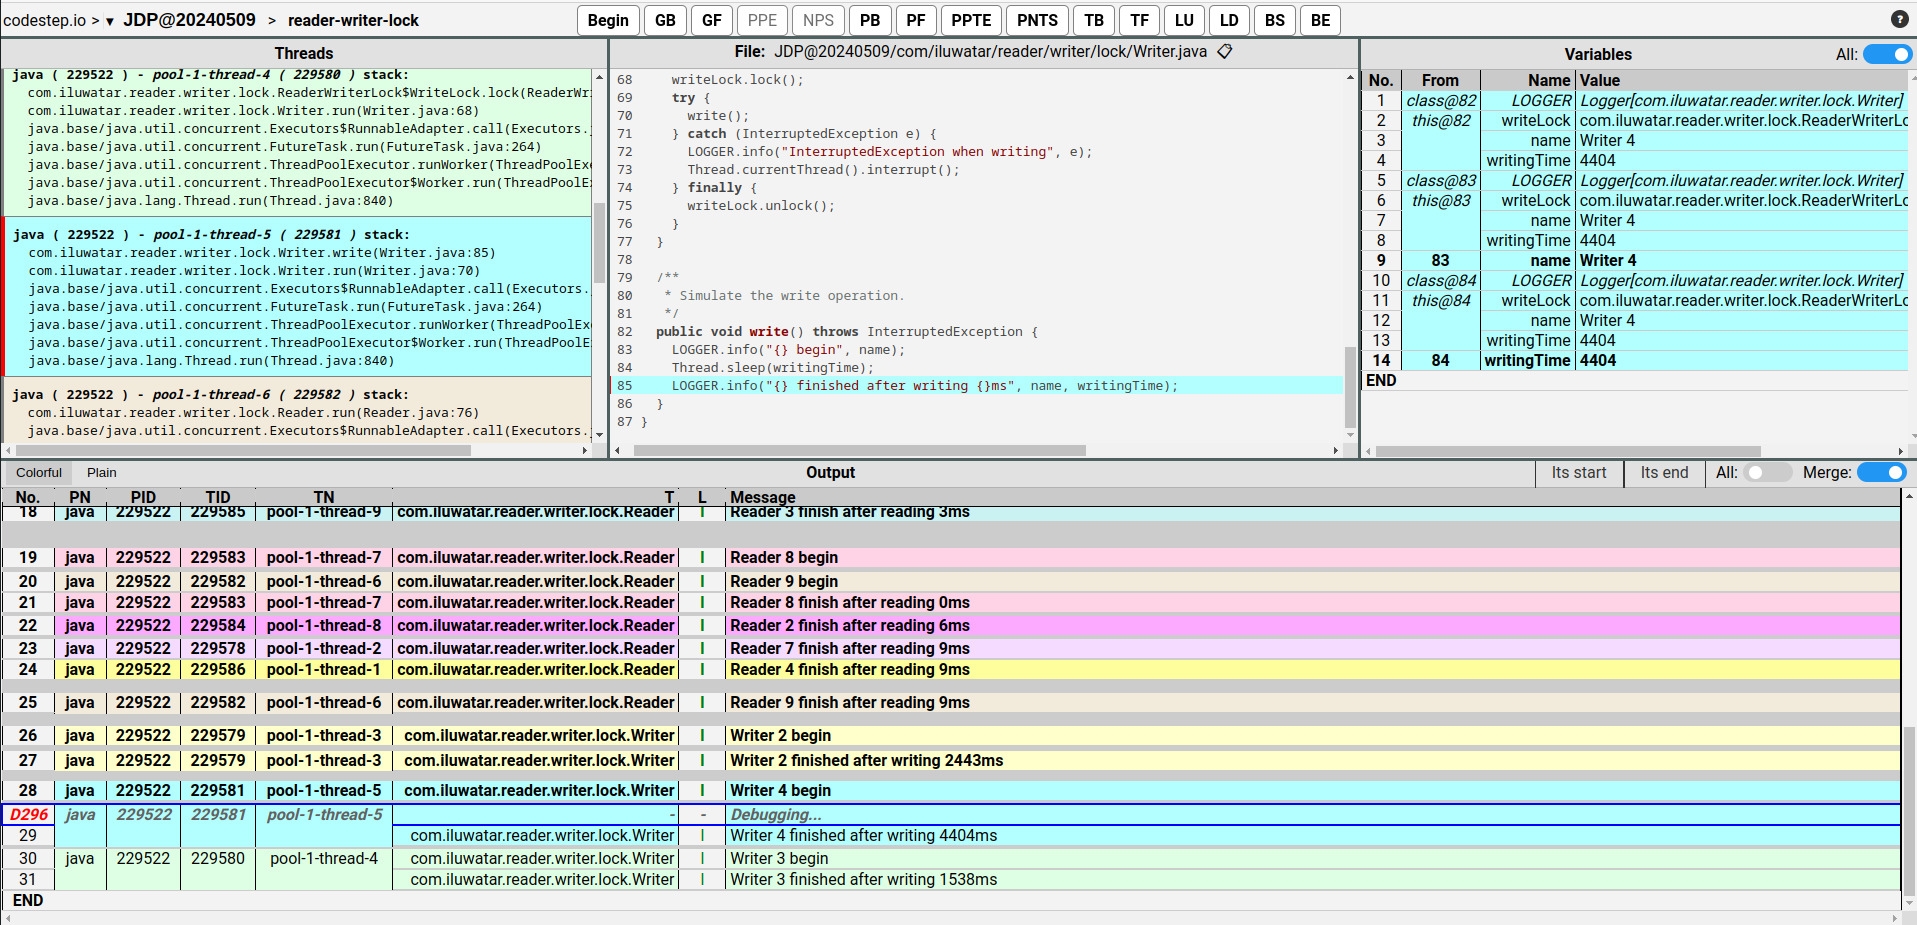 codestep.io > ▾ JDP@20240509 > reader-writer-lock
Begin GB GF PPE NPS PB PF PPTE PNTS TB TF LU LD BS BE ?
Threads
java ( 229522 ) - pool-1-thread-4 ( 229580 ) stack:
com.iluwatar.reader.writer.lock.ReaderWriterLock$WriteLock.lock(ReaderWr
com.iluwatar.reader.writer.lock.Writer.run(Writer.java:68)
java.base/java.util.concurrent.Executors$RunnableAdapter.call(Executors.
java.base/java.util.concurrent.FutureTask.run(FutureTask.java:264)
java.base/java.util.concurrent.ThreadPoolExecutor.runWorker(ThreadPoolEx
java.base/java.util.concurrent.ThreadPoolExecutor$Worker.run(ThreadPoolE
java.base/java.lang.Thread.run(Thread.java:840)
java ( 229522 ) - pool-1-thread-5 ( 229581 ) stack:
com.iluwatar.reader.writer.lock.Writer.write(Writer.java:85)
com.iluwatar.reader.writer.lock.Writer.run(Writer.java:70)
java.base/java.util.concurrent.Executors$RunnableAdapter.call(Executors.
java.base/java.util.concurrent.FutureTask.run(FutureTask.java:264)
java.base/java.util.concurrent.ThreadPoolExecutor.runWorker(ThreadPoolEx
java.base/java.util.concurrent.ThreadPoolExecutor$Worker.run(ThreadPoolE
java.base/java.lang.Thread.run(Thread.java:840)
java ( 229522 ) - pool-1-thread-6 ( 229582 ) stack:
com.iluwatar.reader.writer.lock.Reader.run(Reader.java:76)
java.base/java.util.concurrent.Executors$RunnableAdapter.call(Executors.
File: JDP@20240509/com/iluwatar/reader/writer/lock/Writer.java
68 writeLock.lock();
69 try {
70 write();
71 } catch (InterruptedException e) {
72 LOGGER.info("InterruptedException when writing", e);
73 Thread.currentThread().interrupt();
74 } finally {
75 writeLock.unlock();
76 }
77 }
78
79 /**
80 * Simulate the write operation.
81 */
82 public void write() throws InterruptedException {
83 LOGGER.info("{} begin", name);
84 Thread.sleep(writingTime);
85 LOGGER.info("{} finished after writing {}ms", name, writingTime);
86 }
87 }
Variables All:
No. From Name Value
1 class@82 LOGGER Logger[com.iluwatar.reader.writer.lock.Writer]
2 this@82 writeLock com.iluwatar.reader.writer.lock.ReaderWriterLo
3 name Writer 4
4 writingTime 4404
5 class@83 LOGGER Logger[com.iluwatar.reader.writer.lock.Writer]
6 this@83 writeLock com.iluwatar.reader.writer.lock.ReaderWriterLo
7 name Writer 4
8 writingTime 4404
9 83 name Writer 4
10 class@84 LOGGER Logger[com.iluwatar.reader.writer.lock.Writer]
11 this@84 writeLock com.iluwatar.reader.writer.lock.ReaderWriterLo
12 name Writer 4
13 writingTime 4404
14 84 writingTime 4404
END
Colorful Plain Output Its start Its end All: Merge:
No. PN PID TID TN T L Message
18 java 229522 229585 pool-1-thread-9 com.iluwatar.reader.writer.lock.Reader I Reader 3 finish after reading 3ms
19 java 229522 229583 pool-1-thread-7 com.iluwatar.reader.writer.lock.Reader I Reader 8 begin
20 java 229522 229582 pool-1-thread-6 com.iluwatar.reader.writer.lock.Reader I Reader 9 begin
21 java 229522 229583 pool-1-thread-7 com.iluwatar.reader.writer.lock.Reader I Reader 8 finish after reading 0ms
22 java 229522 229584 pool-1-thread-8 com.iluwatar.reader.writer.lock.Reader I Reader 2 finish after reading 6ms
23 java 229522 229578 pool-1-thread-2 com.iluwatar.reader.writer.lock.Reader I Reader 7 finish after reading 9ms
24 java 229522 229586 pool-1-thread-1 com.iluwatar.reader.writer.lock.Reader I Reader 4 finish after reading 9ms
25 java 229522 229582 pool-1-thread-6 com.iluwatar.reader.writer.lock.Reader I Reader 9 finish after reading 9ms
26 java 229522 229579 pool-1-thread-3 com.iluwatar.reader.writer.lock.Writer I Writer 2 begin
27 java 229522 229579 pool-1-thread-3 com.iluwatar.reader.writer.lock.Writer I Writer 2 finished after writing 2443ms
28 java 229522 229581 pool-1-thread-5 com.iluwatar.reader.writer.lock.Writer I Writer 4 begin
D296 java 229522 229581 pool-1-thread-5 - - Debugging...
29 com.iluwatar.reader.writer.lock.Writer I Writer 4 finished after writing 4404ms
30 java 229522 229580 pool-1-thread-4 com.iluwatar.reader.writer.lock.Writer I Writer 3 begin
31 com.iluwatar.reader.writer.lock.Writer I Writer 3 finished after writing 1538ms
END